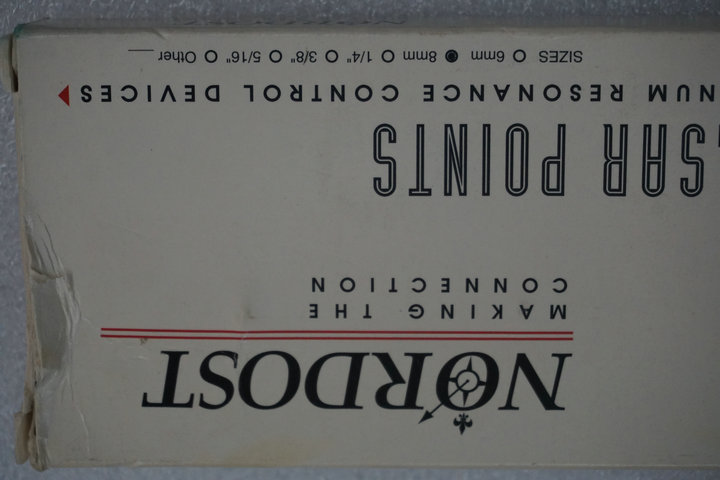 NORDOST
MAKING THE
CONNECTION
SAR POINTS
NUM RESONANCE CONTROL DEVICES
SIZES 6mm 8mm 1/4" 3/8" 5/16" Other ___